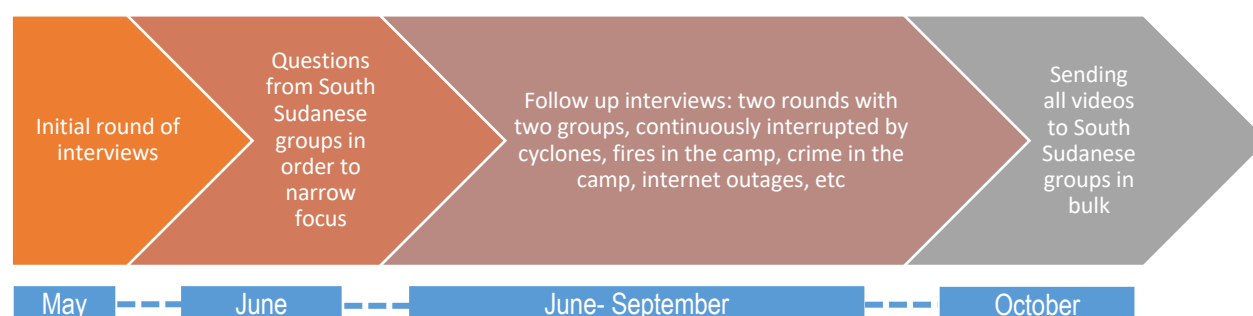 Initial round of
interviews
Questions
from South
Sudanese
groups in
order to
narrow
focus
Follow up interviews: two rounds with
two groups, continuously interrupted by
cyclones, fires in the camp, crime in the
camp, internet outages, etc
Sending
all videos
to South
Sudanese
groups in
bulk
May
June
June- September
October